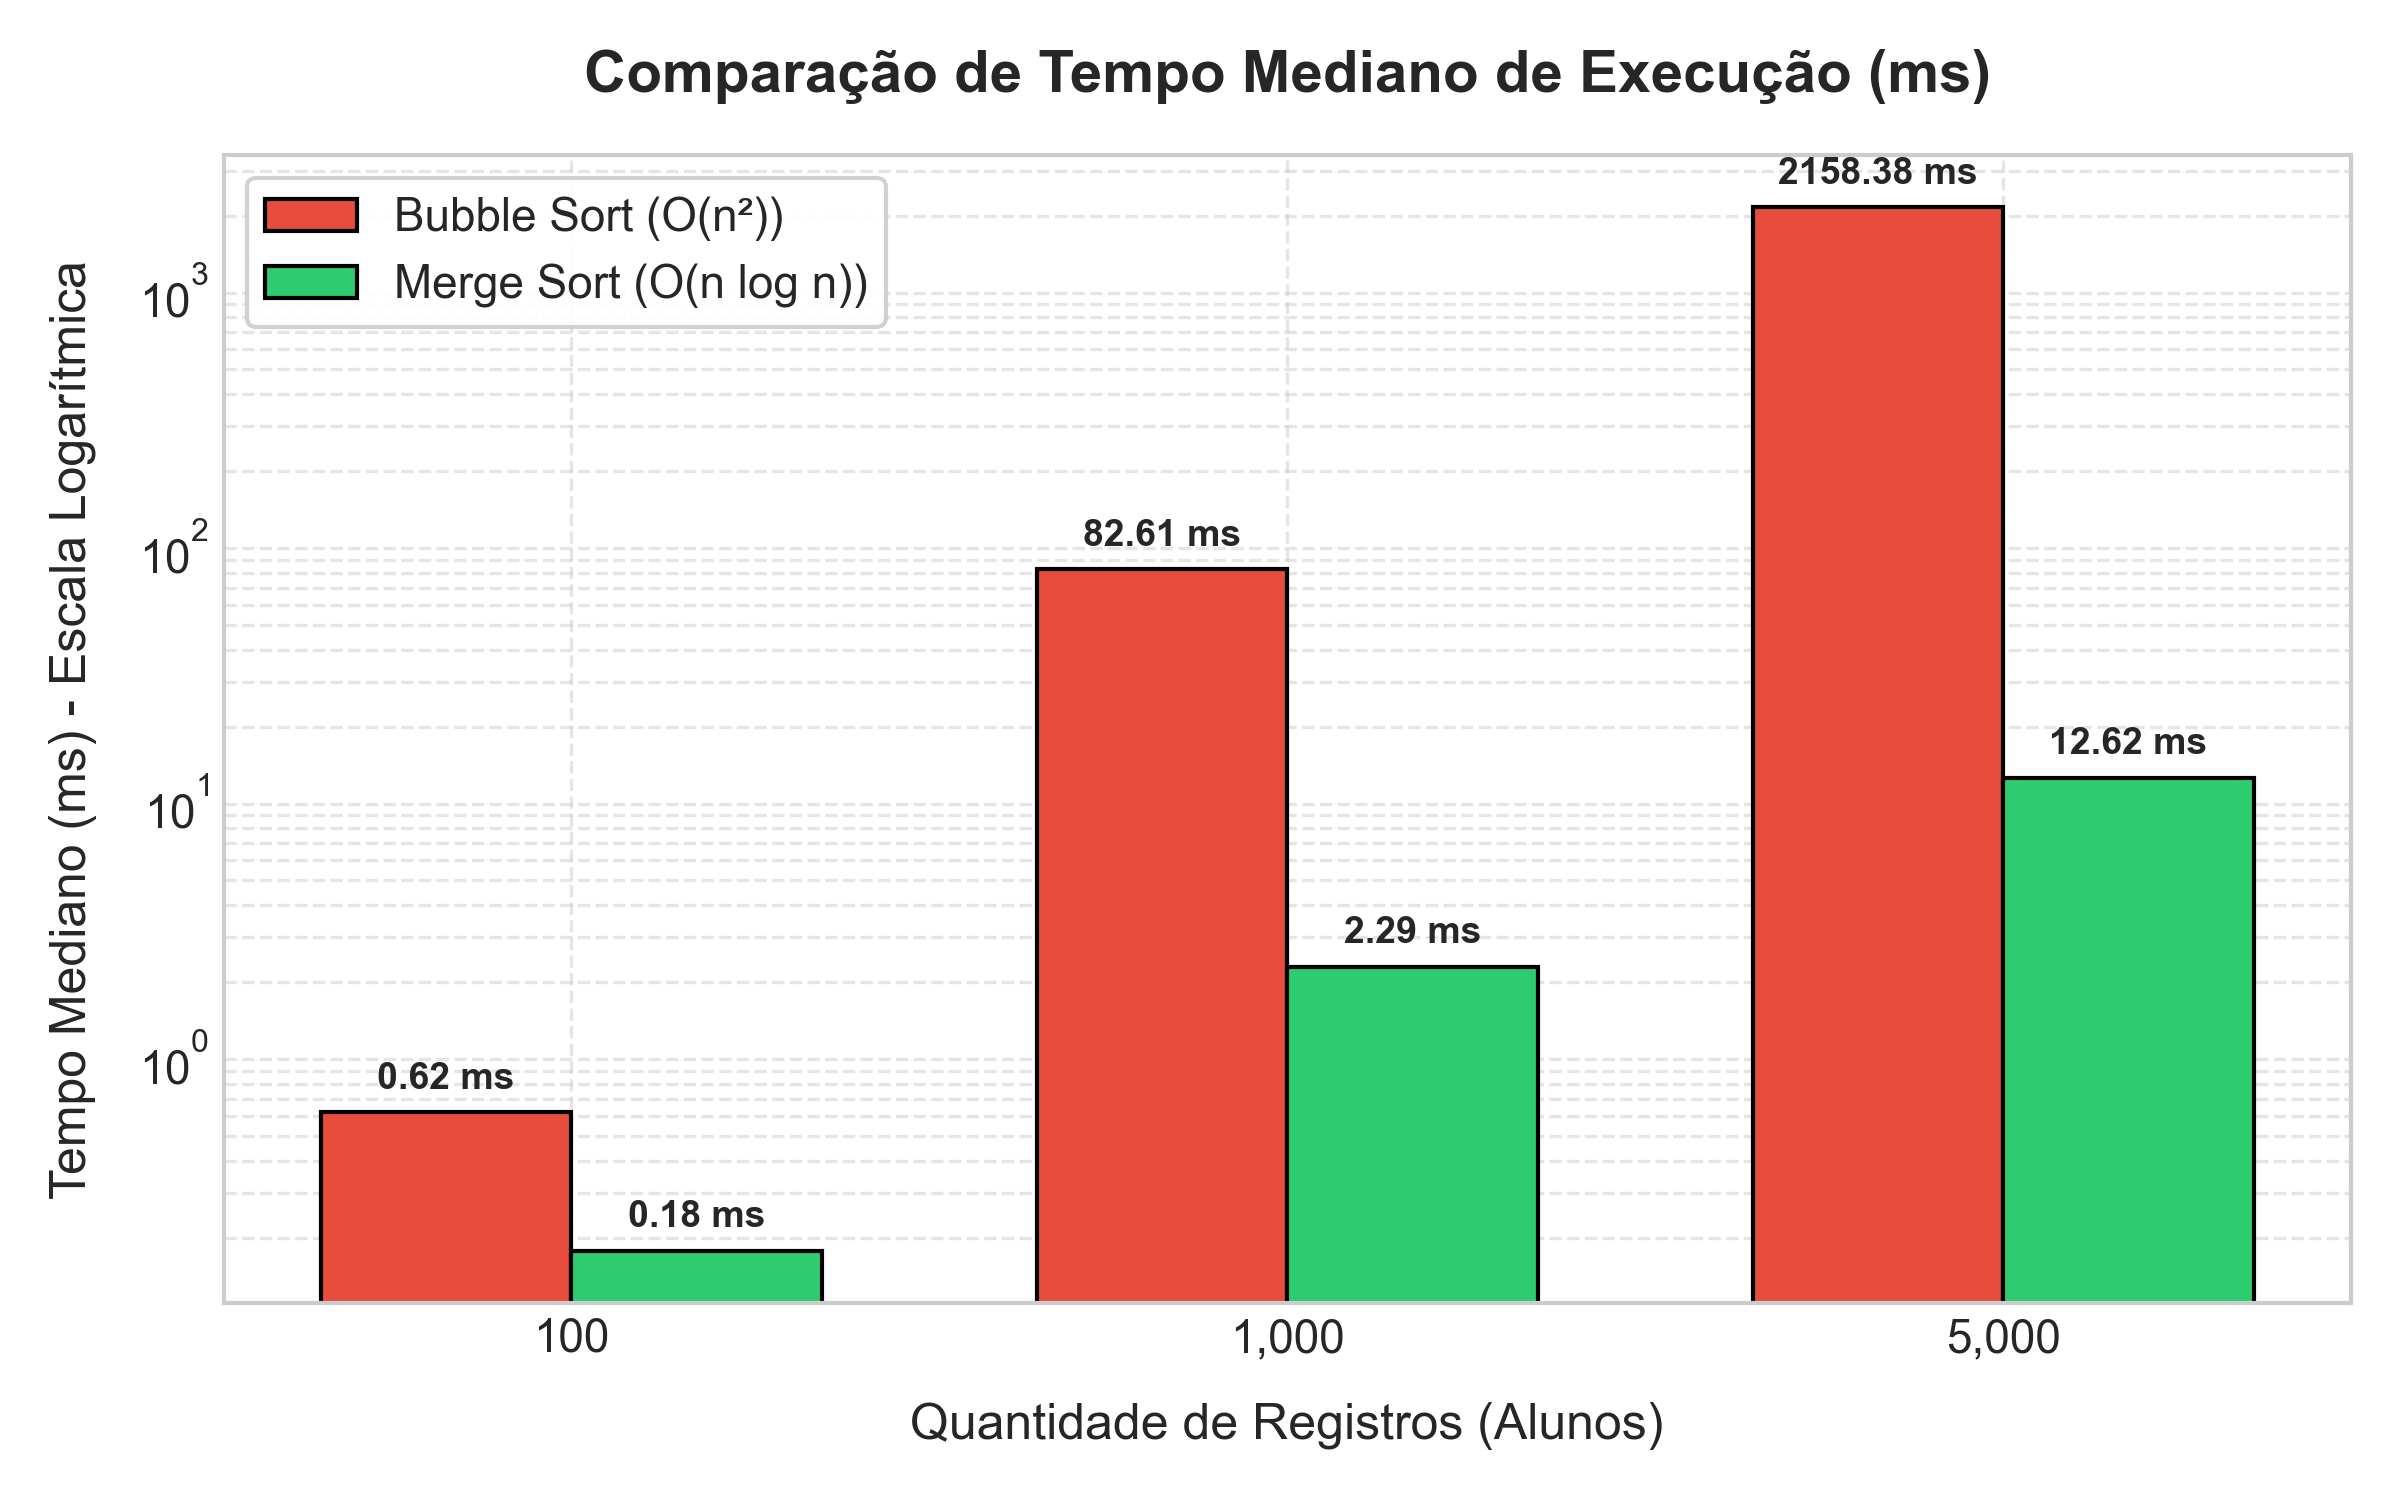 Comparação de Tempo Mediano de Execução (ms)
Bubble Sort (O(n²))
Merge Sort (O(n log n))
Tempo Mediano (ms) - Escala Logarítmica
10³
10²
10¹
10⁰
0.62 ms
0.18 ms
82.61 ms
2.29 ms
2158.38 ms
12.62 ms
100
1,000
5,000
Quantidade de Registros (Alunos)